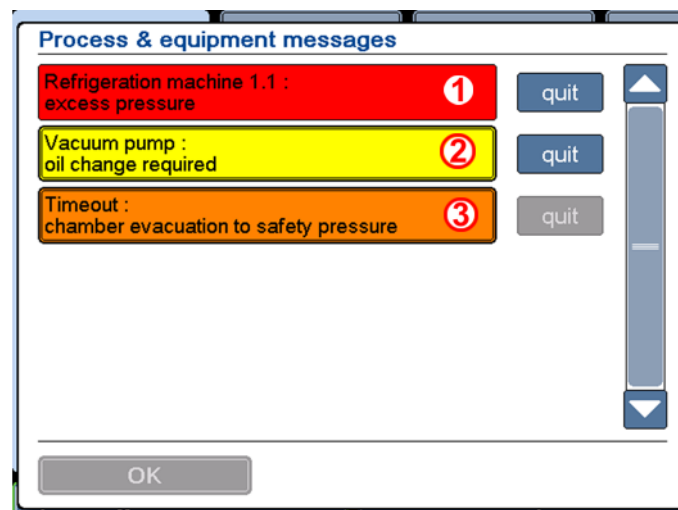 Process & equipment messages
Refrigeration machine 1.1 :
excess pressure
1
quit
Vacuum pump :
oil change required
2
quit
Timeout :
chamber evacuation to safety pressure
3
quit
OK